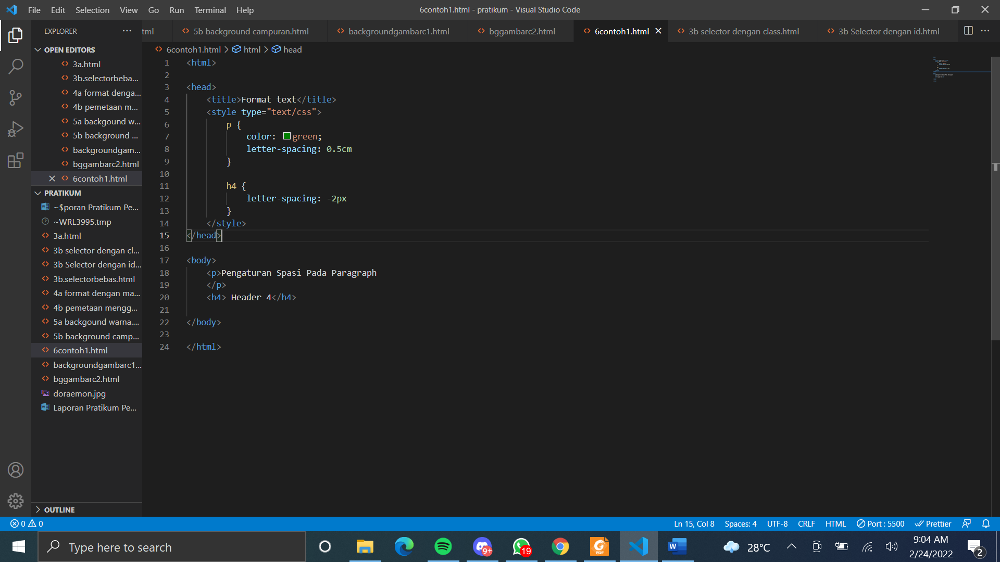 File Edit Selection View Go Run Terminal Help
6contoh1.html - pratikum - Visual Studio Code
EXPLORER
tml
5b background campuran.html
backgroundgambarc1.html
bggambarc2.html
6contoh1.html
3b selector dengan class.html
3b Selector dengan id.html
OPEN EDITORS
3a.html
3b.selectorbeba...
4a format denga...
4b pemetaan m...
5a backgound w...
5b background ...
backgroundgam...
bggambarc2.html
6contoh1.html
PRATIKUM
~$poran Pratikum Pe...
~WRL3995.tmp
3a.html
3b selector dengan cl...
3b Selector dengan id...
3b.selectorbebas.html
4a format dengan ma...
4b pemetaan mengg...
5a backgound warna....
5b background camp...
6contoh1.html
backgroundgambarc1...
bggambarc2.html
doraemon.jpg
Laporan Pratikum Pe...
OUTLINE
6contoh1.html > html > head
1 <html>
2
3 <head>
4 <title>Format text</title>
5 <style type="text/css">
6 p {
7 color: green;
8 letter-spacing: 0.5cm
9 }
10
11 h4 {
12 letter-spacing: -2px
13 }
14 </style>
15 </head>
16
17 <body>
18 <p>Pengaturan Spasi Pada Paragraph
19 </p>
20 <h4> Header 4</h4>
21
22 </body>
23
24 </html>
0 0
Ln 15, Col 8 Spaces: 4 UTF-8 CRLF HTML Port : 5500 Prettier
Type here to search
9+
19
PDF
W
28°C
9:04 AM
2/24/2022
2